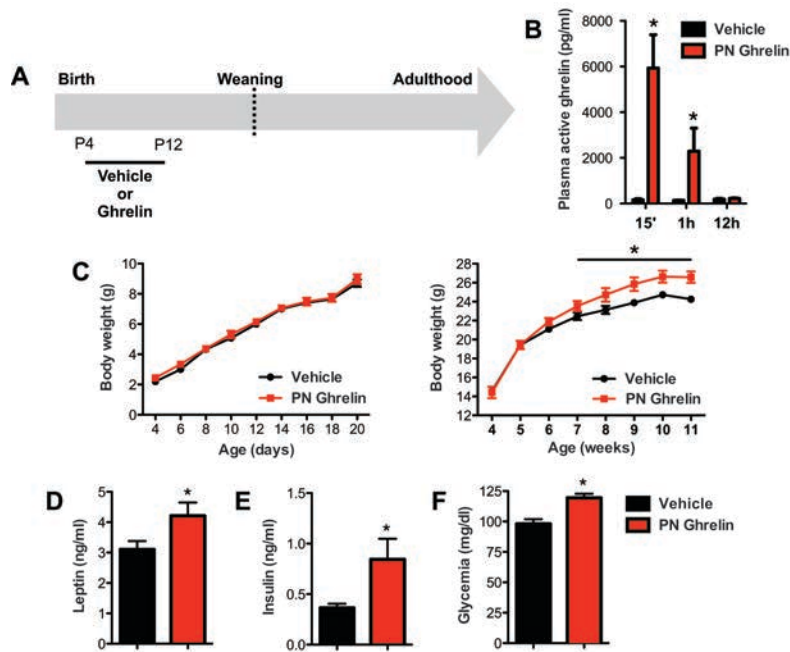 A
Birth
Weaning
Adulthood
P4
P12
Vehicle
or
Ghrelin
B
Plasma active ghrelin (pg/ml)
8000
6000
4000
2000
0
*
*
15'
1h
12h
Vehicle
PN Ghrelin
C
Body weight (g)
10
8
6
4
2
0
4 6 8 10 12 14 16 18 20
Age (days)
Vehicle
PN Ghrelin
*
Body weight (g)
28
26
24
22
20
18
16
14
12
4 5 6 7 8 9 10 11
Age (weeks)
Vehicle
PN Ghrelin
D
Leptin (ng/ml)
5
4
3
2
1
0
*
E
Insulin (ng/ml)
1.5
1.0
0.5
0.0
*
F
Glycemia (mg/dl)
125
100
75
50
25
0
*
Vehicle
PN Ghrelin